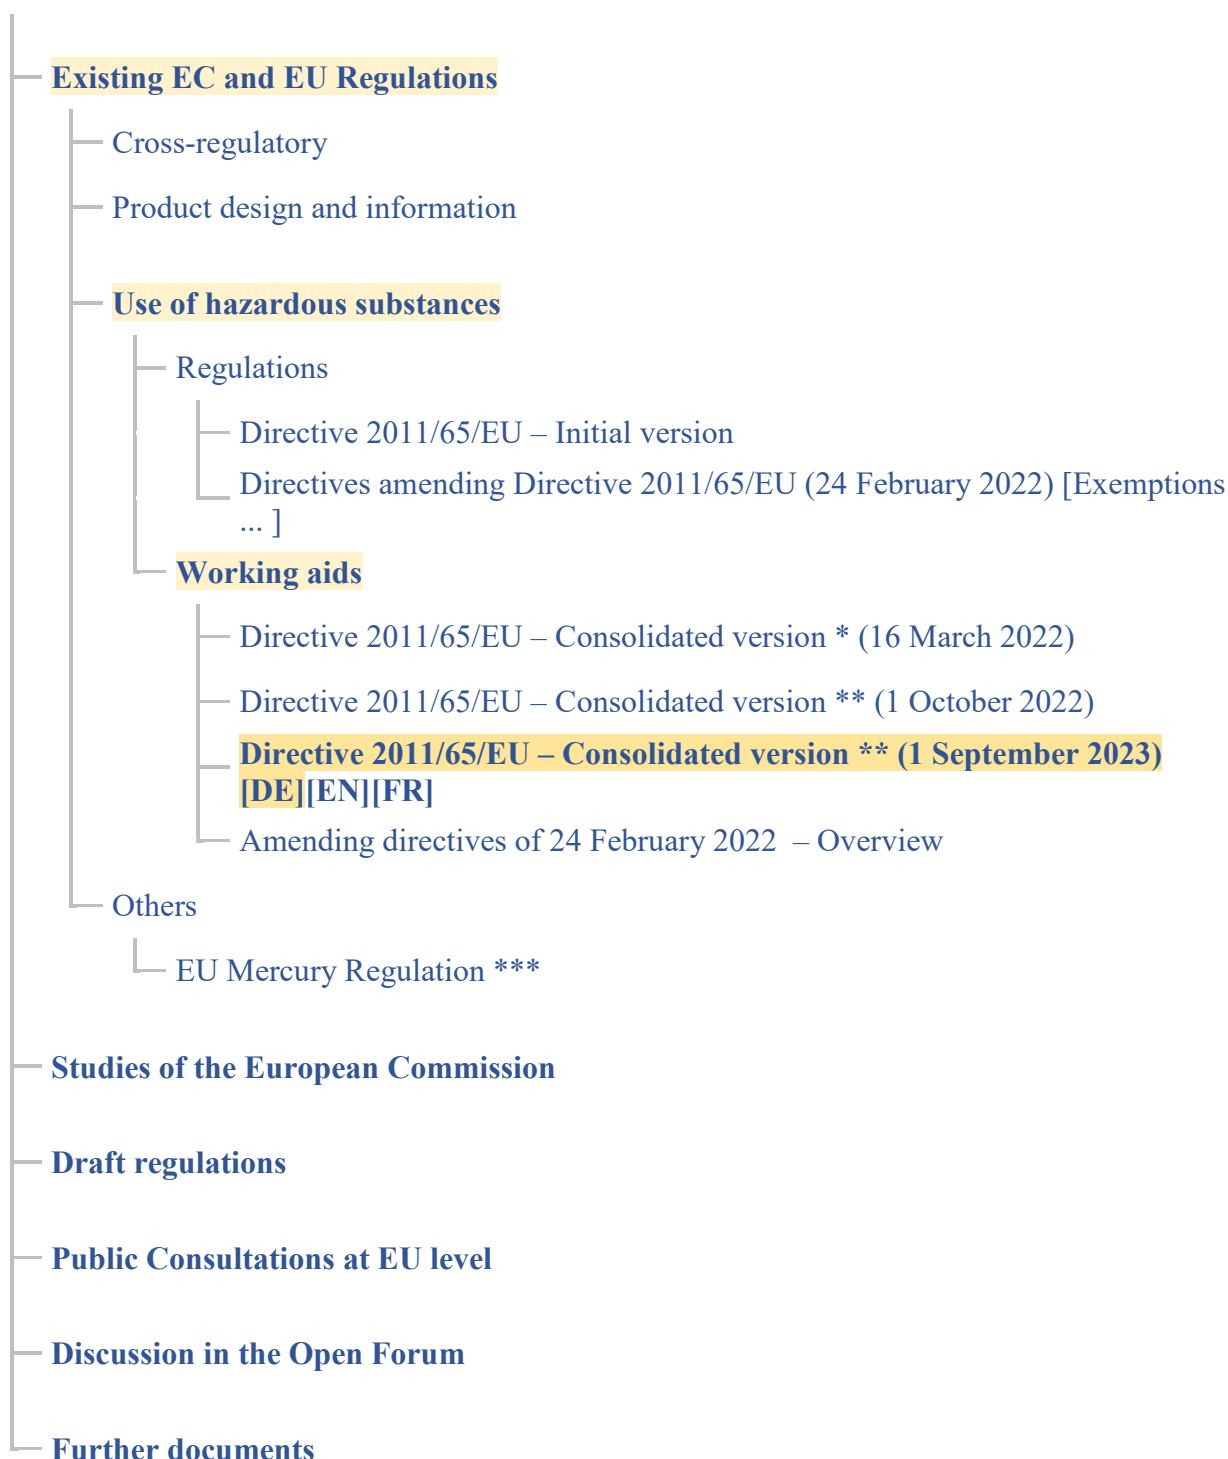 Existing EC and EU Regulations
Cross-regulatory
Product design and information
Use of hazardous substances
Regulations
Directive 2011/65/EU – Initial version
Directives amending Directive 2011/65/EU (24 February 2022) [Exemptions
... ]
Working aids
Directive 2011/65/EU – Consolidated version * (16 March 2022)
Directive 2011/65/EU – Consolidated version ** (1 October 2022)
Directive 2011/65/EU – Consolidated version ** (1 September 2023)
[DE][EN][FR]
Amending directives of 24 February 2022 – Overview
Others
EU Mercury Regulation ***
Studies of the European Commission
Draft regulations
Public Consultations at EU level
Discussion in the Open Forum
Further documents